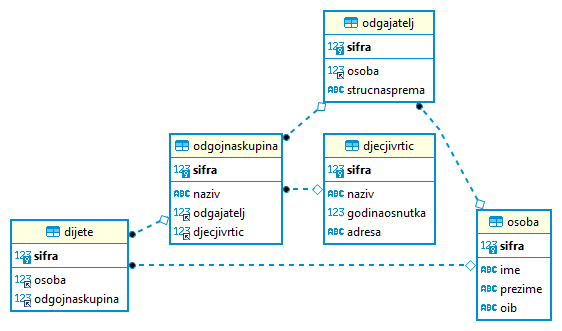 odgajatelj
123 sifra
123 osoba
ABC strucnasprema
odgojnaskupina
123 sifra
ABC naziv
123 odgajatelj
123 djecjivrtic
djecjivrtic
123 sifra
ABC naziv
123 godinaosnutka
ABC adresa
dijete
123 sifra
123 osoba
123 odgojnaskupina
osoba
123 sifra
ABC ime
ABC prezime
ABC oib